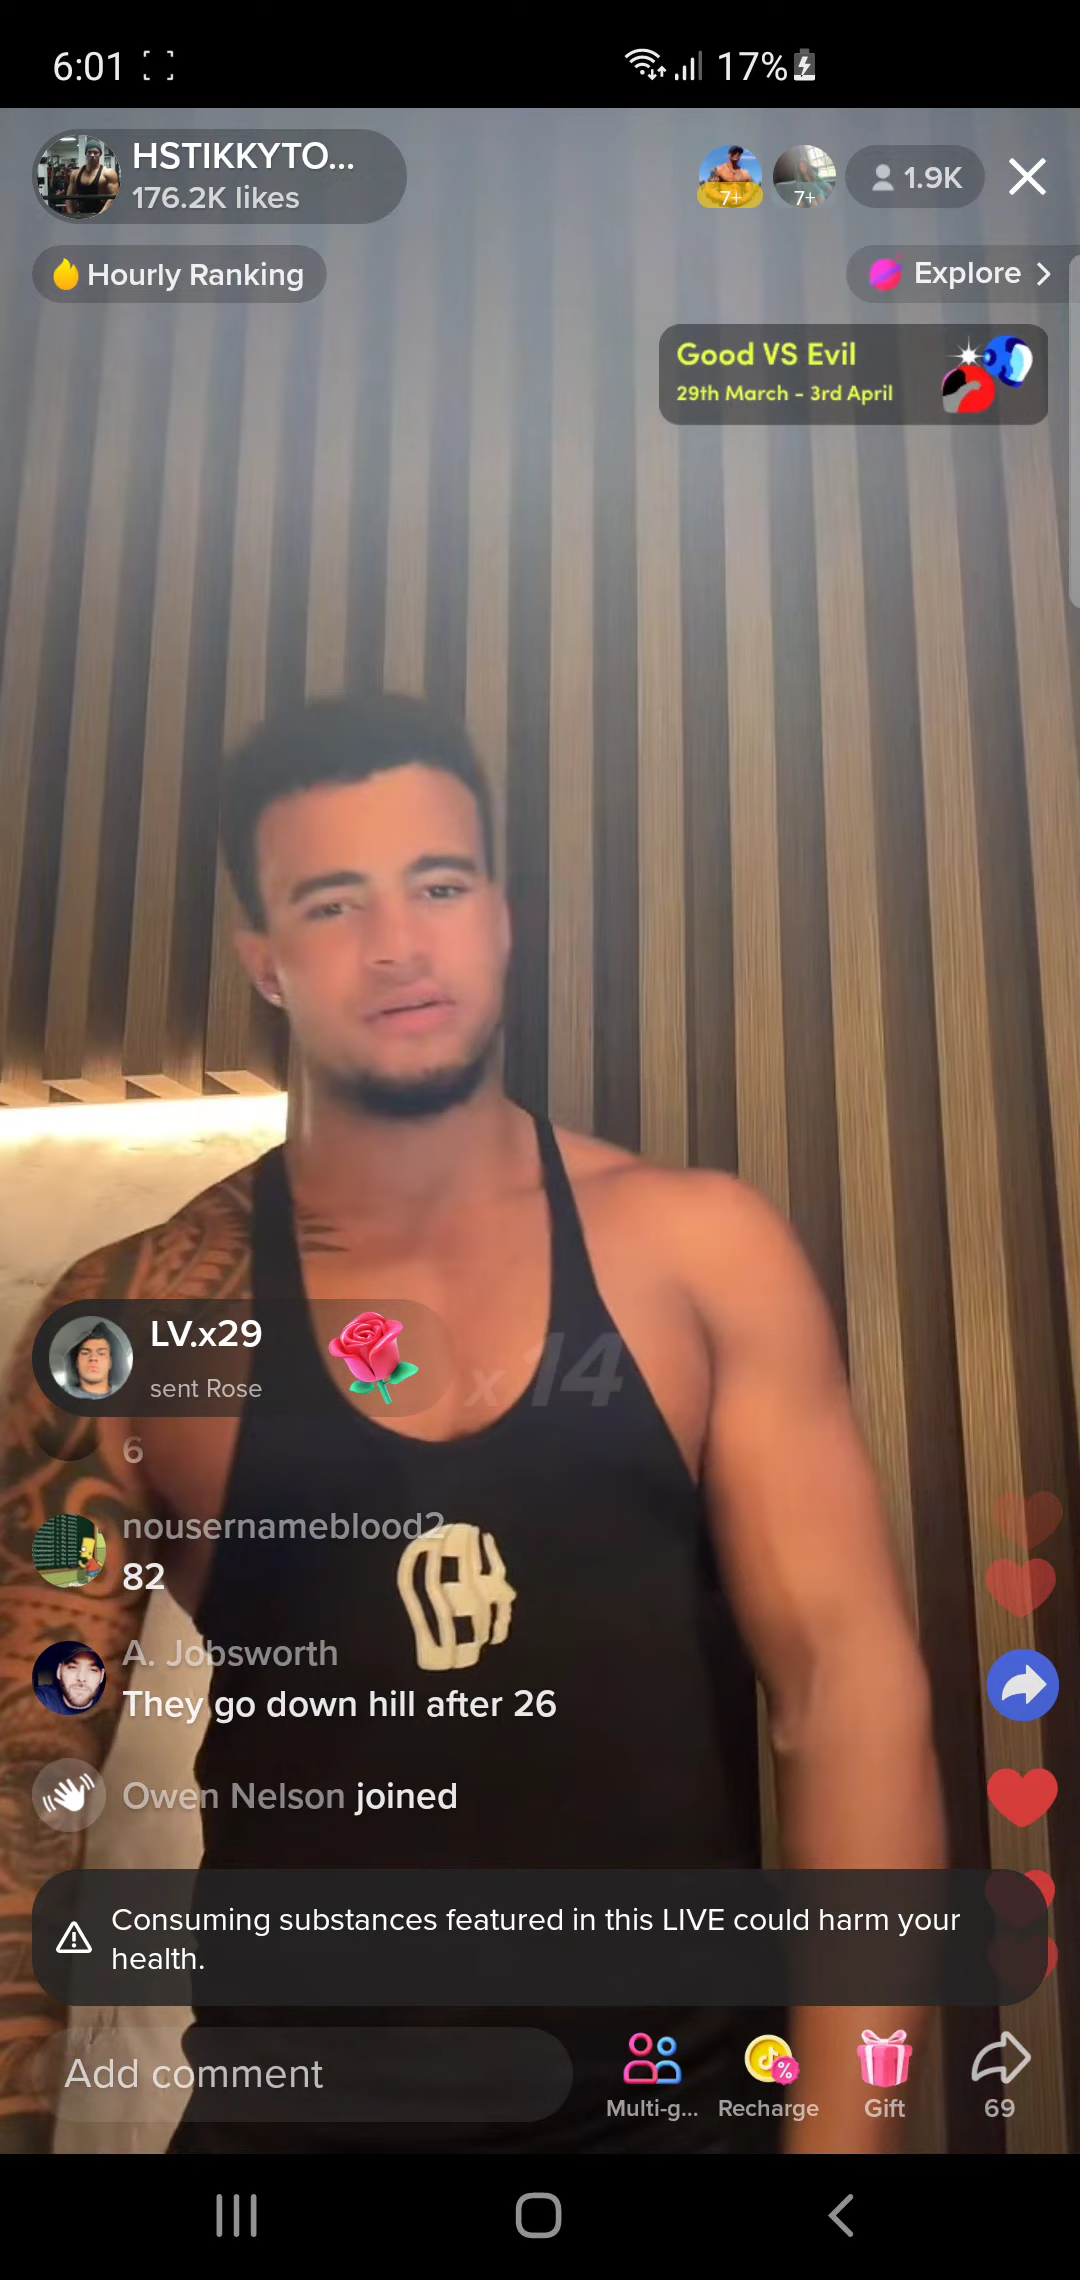 6:01
17%
HSTIKKYTO...
176.2K likes
7+
7+
1.9K
Hourly Ranking
Explore
Good VS Evil
29th March - 3rd April
LV.x29
sent Rose
x 14
6
nousernameblood2
82
A. Jobsworth
They go down hill after 26
Owen Nelson joined
Consuming substances featured in this LIVE could harm your
health.
Add comment
Multi-g...
Recharge
Gift
69